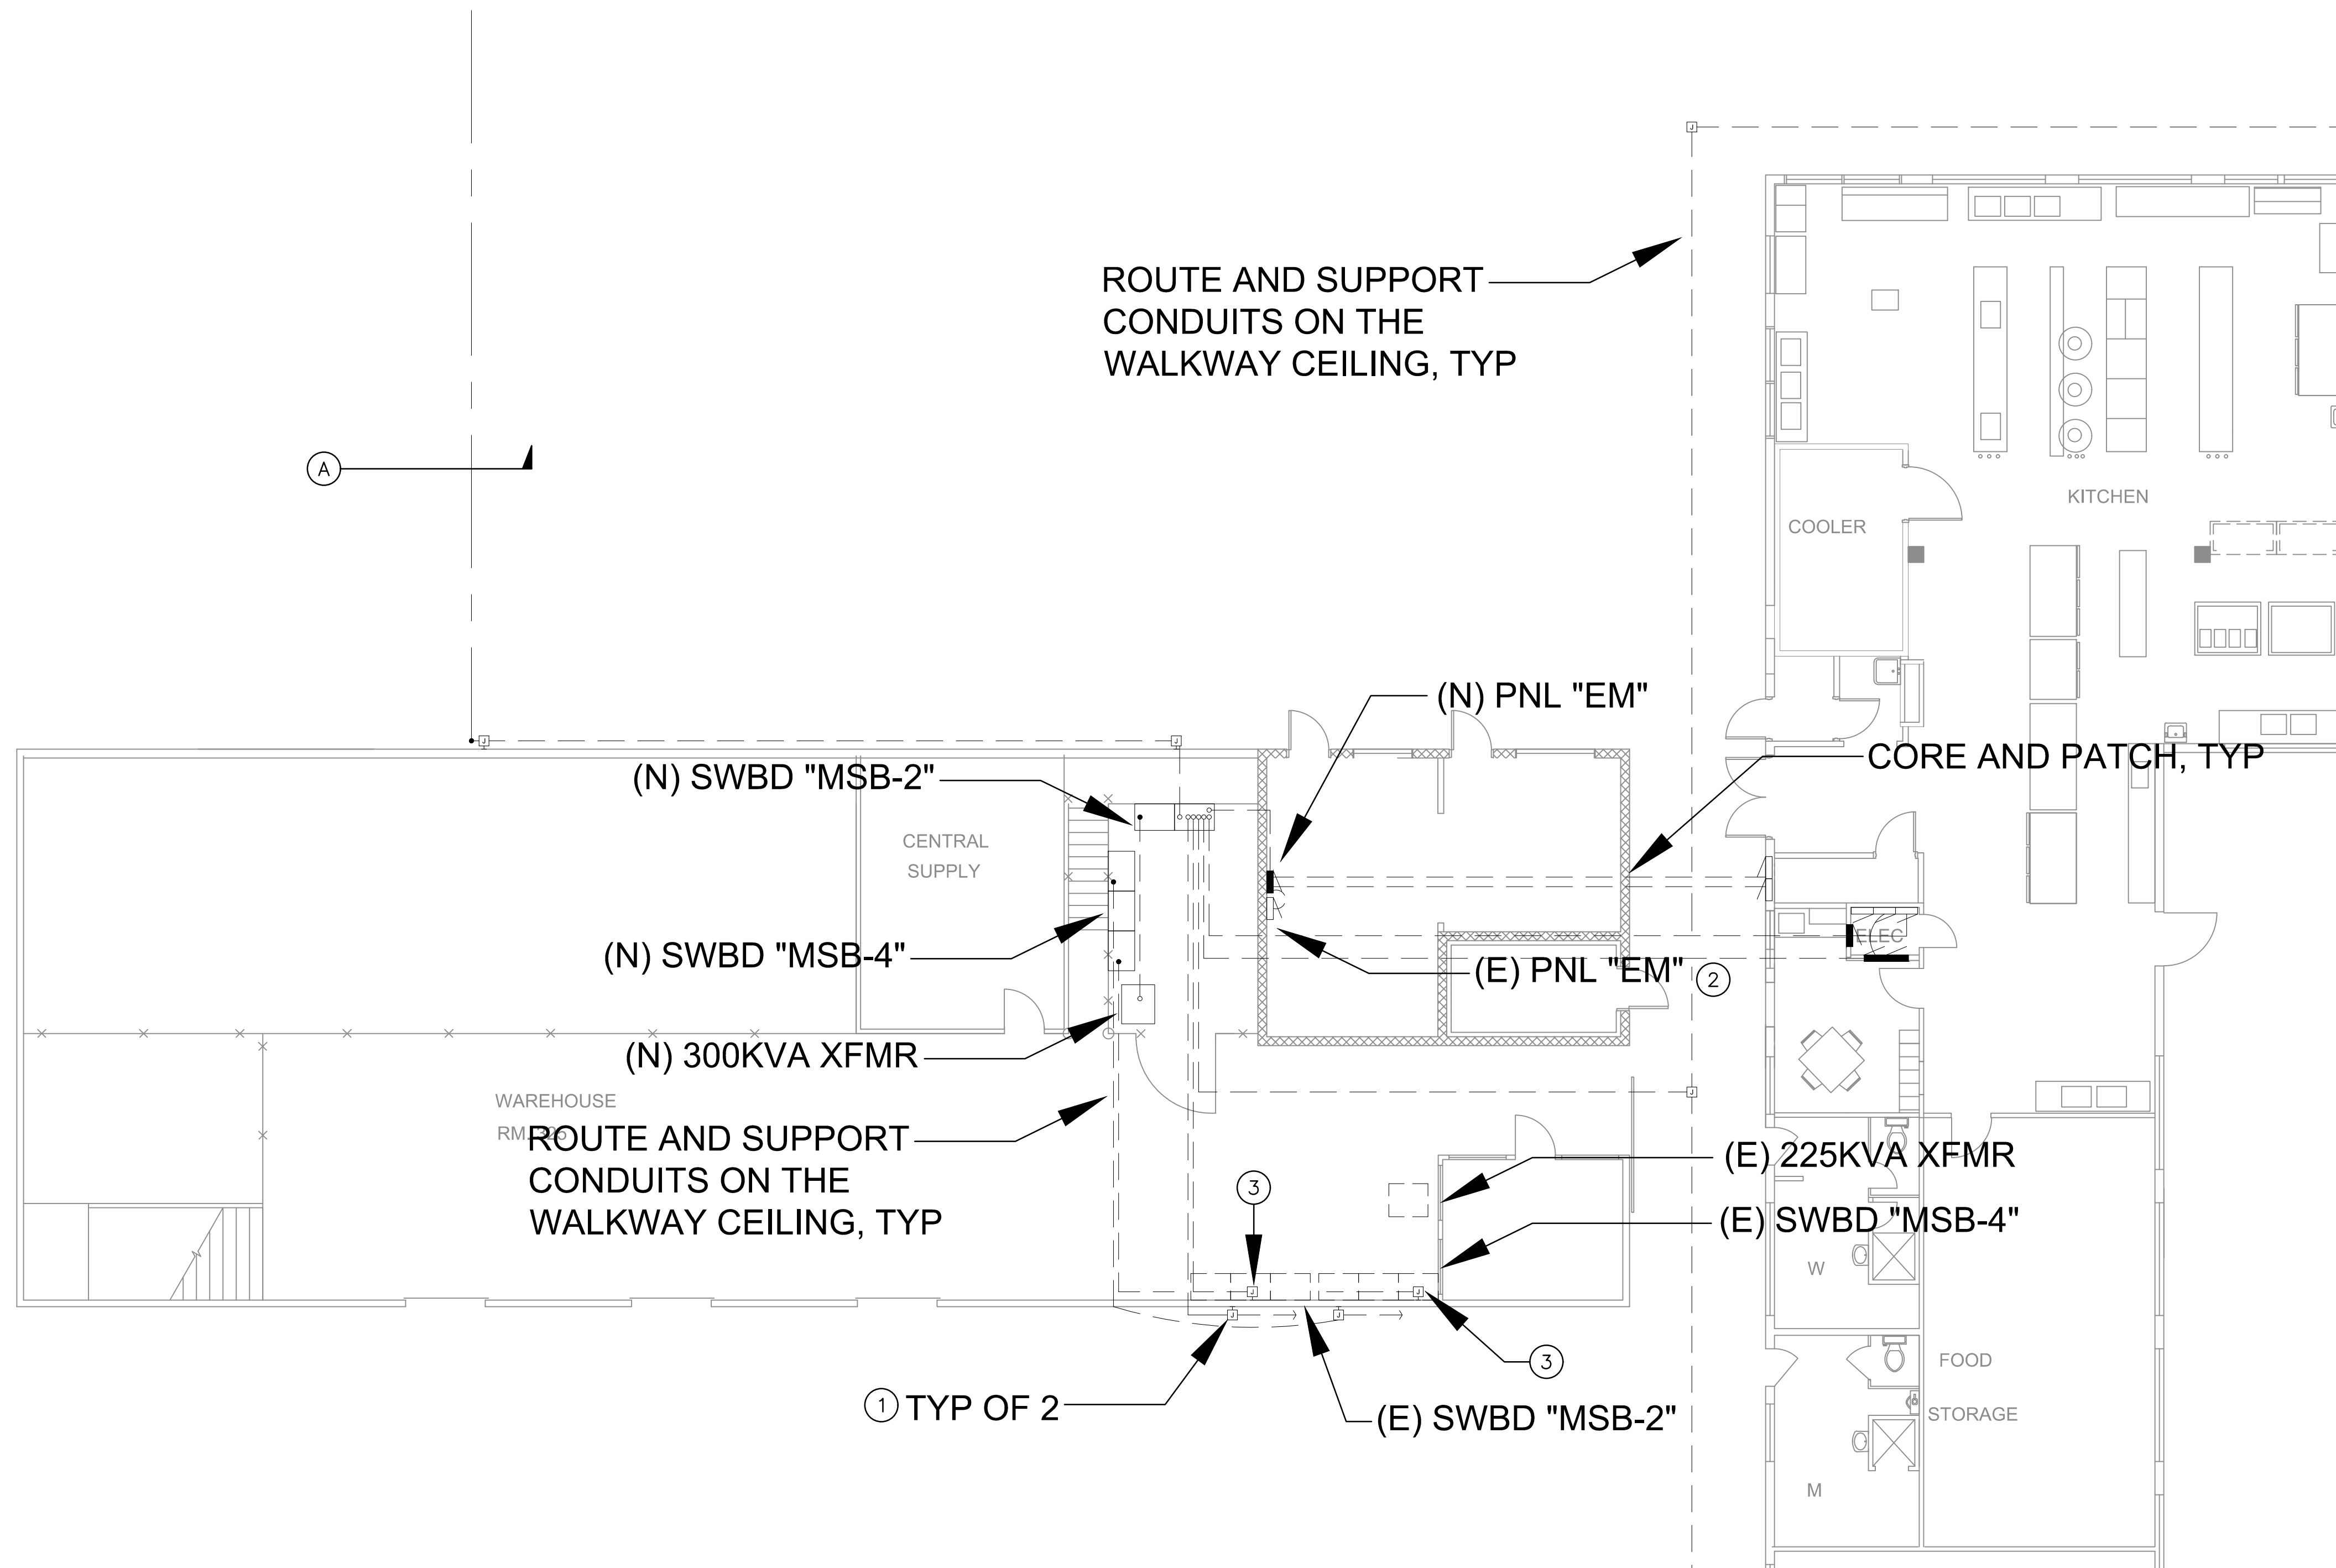 J
ROUTE AND SUPPORT
CONDUITS ON THE
WALKWAY CEILING, TYP
A
KITCHEN
COOLER
(N) PNL "EM"
J
J
CORE AND PATCH, TYP
(N) SWBD "MSB-2"
CENTRAL
SUPPLY
ELEC
(N) SWBD "MSB-4"
(E) PNL "EM"
2
(N) 300KVA XFMR
J
WAREHOUSE
RM. 325
ROUTE AND SUPPORT
CONDUITS ON THE
WALKWAY CEILING, TYP
(E) 225KVA XFMR
3
(E) SWBD "MSB-4"
W
J
J
J
J
3
FOOD
STORAGE
1 TYP OF 2
(E) SWBD "MSB-2"
M